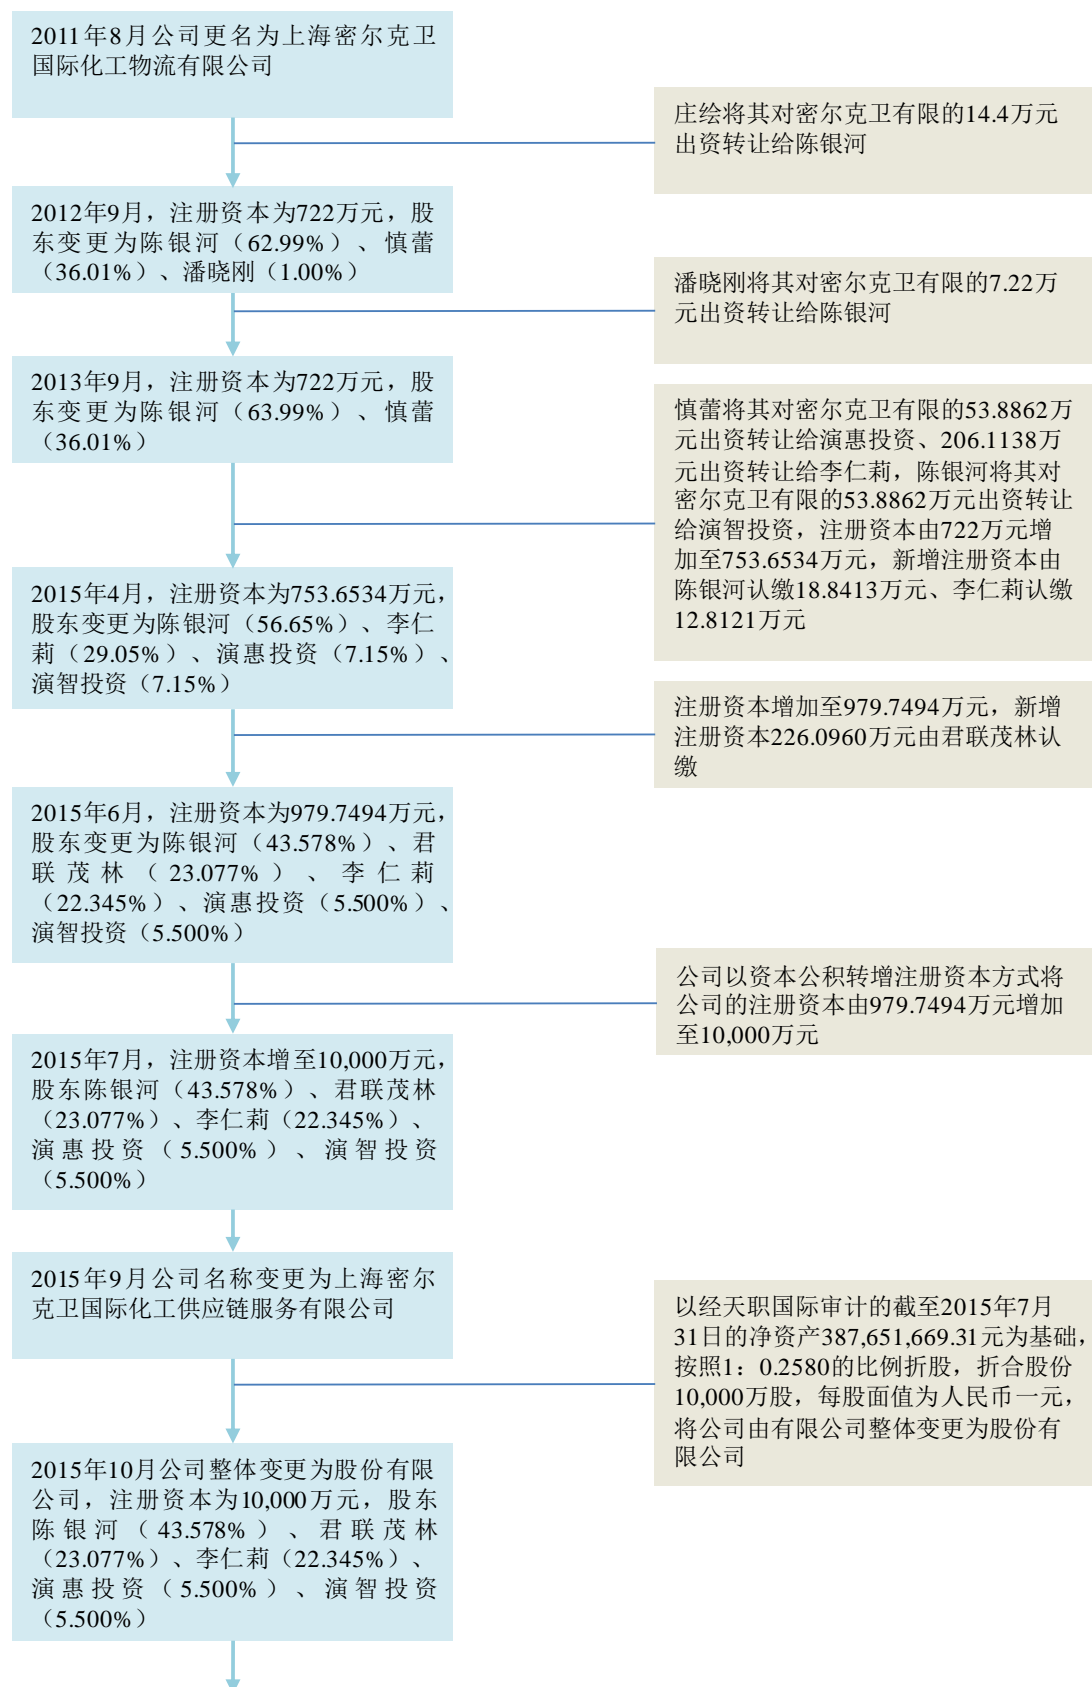 2011年8月公司更名为上海密尔克卫
国际化工物流有限公司
庄绘将其对密尔克卫有限的14.4万元
出资转让给陈银河
2012年9月，注册资本为722万元，股
东变更为陈银河（62.99%）、慎蕾
（36.01%）、潘晓刚（1.00%）
潘晓刚将其对密尔克卫有限的7.22万
元出资转让给陈银河
2013年9月，注册资本为722万元，股
东变更为陈银河（63.99%）、慎蕾
（36.01%）
慎蕾将其对密尔克卫有限的53.8862万
元出资转让给演惠投资、206.1138万
元出资转让给李仁莉，陈银河将其对
密尔克卫有限的53.8862万元出资转让
给演智投资，注册资本由722万元增
加至753.6534万元，新增注册资本由
陈银河认缴18.8413万元、李仁莉认缴
12.8121万元
2015年4月，注册资本为753.6534万元，
股东变更为陈银河（56.65%）、李仁
莉（29.05%）、演惠投资（7.15%）、
演智投资（7.15%）
注册资本增加至979.7494万元，新增
注册资本226.0960万元由君联茂林认
缴
2015年6月，注册资本为979.7494万元，
股东变更为陈银河（43.578%）、君
联茂林（23.077%）、李仁莉
（22.345%）、演惠投资（5.500%）、
演智投资（5.500%）
公司以资本公积转增注册资本方式将
公司的注册资本由979.7494万元增加
至10,000万元
2015年7月，注册资本增至10,000万元，
股东陈银河（43.578%）、君联茂林
（23.077%）、李仁莉（22.345%）、
演惠投资（5.500%）、演智投资
（5.500%）
2015年9月公司名称变更为上海密尔
克卫国际化工供应链服务有限公司
以经天职国际审计的截至2015年7月
31日的净资产387,651,669.31元为基础，
按照1：0.2580的比例折股，折合股份
10,000万股，每股面值为人民币一元，
将公司由有限公司整体变更为股份有
限公司
2015年10月公司整体变更为股份有限
公司，注册资本为10,000万元，股东
陈银河（43.578%）、君联茂林
（23.077%）、李仁莉（22.345%）、
演惠投资（5.500%）、演智投资
（5.500%）